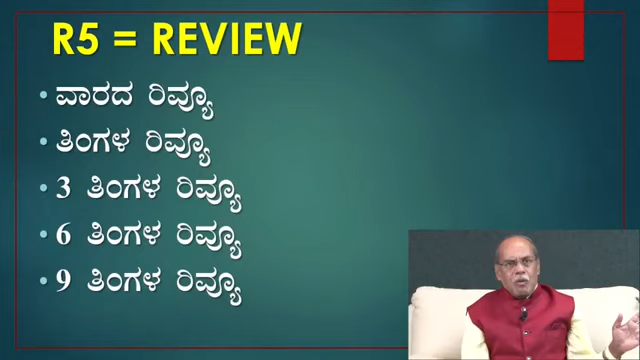 R5 = REVIEW
• ವಾರದ ರಿವ್ಯೂ
• ತಿಂಗಳ ರಿವ್ಯೂ
• 3 ತಿಂಗಳ ರಿವ್ಯೂ
• 6 ತಿಂಗಳ ರಿವ್ಯೂ
• 9 ತಿಂಗಳ ರಿವ್ಯೂ